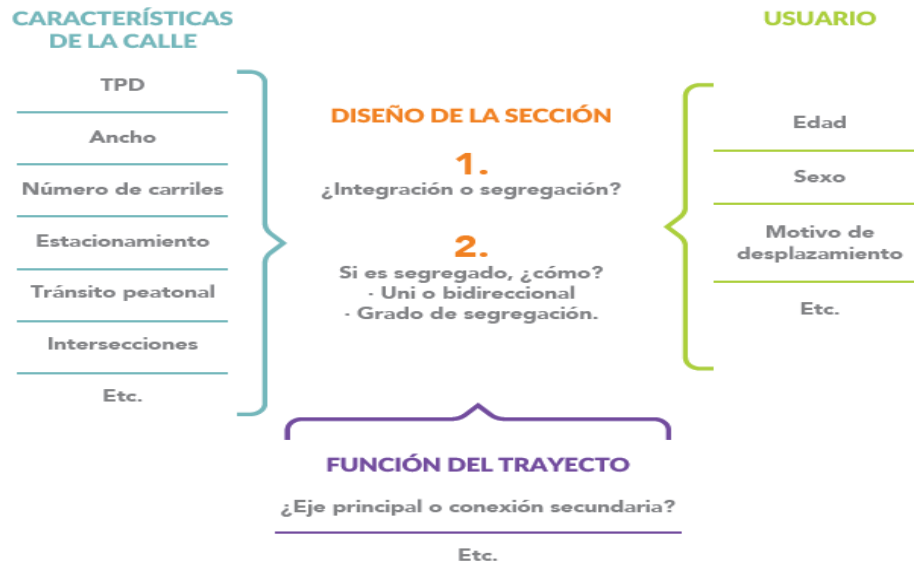 CARACTERÍSTICAS
DE LA CALLE
TPD
Ancho
Número de carriles
Estacionamiento
Tránsito peatonal
Intersecciones
Etc.
DISEÑO DE LA SECCIÓN
1.
¿Integración o segregación?
2.
Si es segregado, ¿cómo?
· Uni o bidireccional
· Grado de segregación.
USUARIO
Edad
Sexo
Motivo de
desplazamiento
Etc.
FUNCIÓN DEL TRAYECTO
¿Eje principal o conexión secundaria?
Etc.